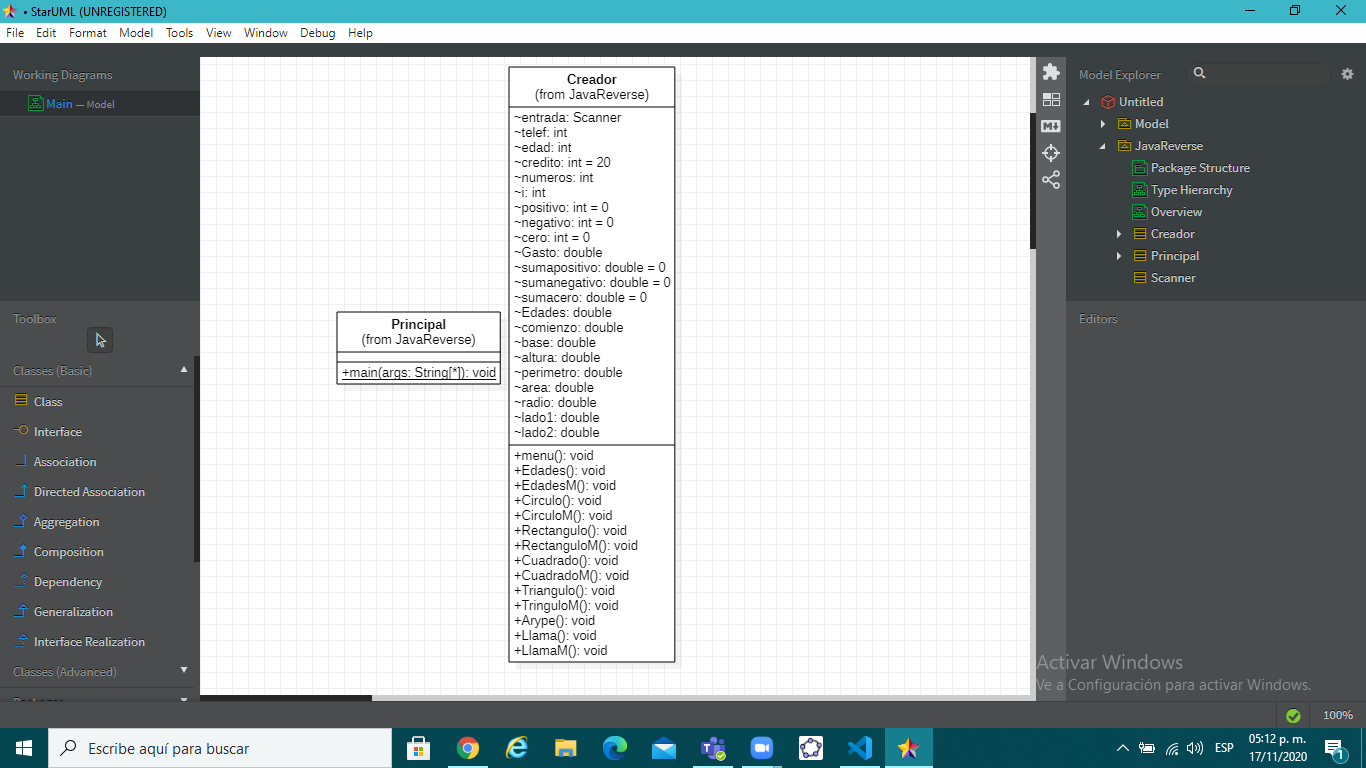 • StarUML (UNREGISTERED)
File Edit Format Model Tools View Window Debug Help
Working Diagrams
Main — Model
Toolbox
Classes (Basic)
Class
Interface
Association
Directed Association
Aggregation
Composition
Dependency
Generalization
Interface Realization
Classes (Advanced)
Principal
(from JavaReverse)
+main(args: String[*]): void
Creador
(from JavaReverse)
~entrada: Scanner
~telef: int
~edad: int
~credito: int = 20
~numeros: int
~i: int
~positivo: int = 0
~negativo: int = 0
~cero: int = 0
~Gasto: double
~sumapositivo: double = 0
~sumanegativo: double = 0
~sumacero: double = 0
~Edades: double
~comienzo: double
~base: double
~altura: double
~perimetro: double
~area: double
~radio: double
~lado1: double
~lado2: double
+menu(): void
+Edades(): void
+EdadesM(): void
+Circulo(): void
+CirculoM(): void
+Rectangulo(): void
+RectanguloM(): void
+Cuadrado(): void
+CuadradoM(): void
+Triangulo(): void
+TringuloM(): void
+Arype(): void
+Llama(): void
+LlamaM(): void
Model Explorer
Untitled
Model
JavaReverse
Package Structure
Type Hierarchy
Overview
Creador
Principal
Scanner
Editors
Activar Windows
Ve a Configuración para activar Windows.
100%
Escribe aquí para buscar
ESP
05:12 p. m.
17/11/2020
1